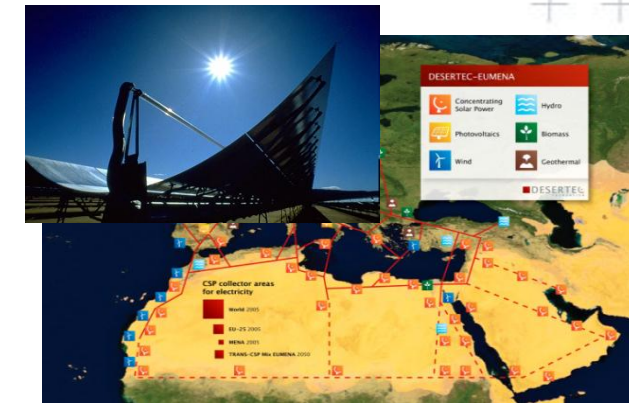 DESERTEC-EUMENA
Concentrating
Solar Power
Hydro
Photovoltaics
Biomass
Wind
Geothermal
DESERTEC
CSP collector areas
for electricity
World 2005
EU-25 2005
MENA 2005
TRANS-CSP Mix EUMENA 2050